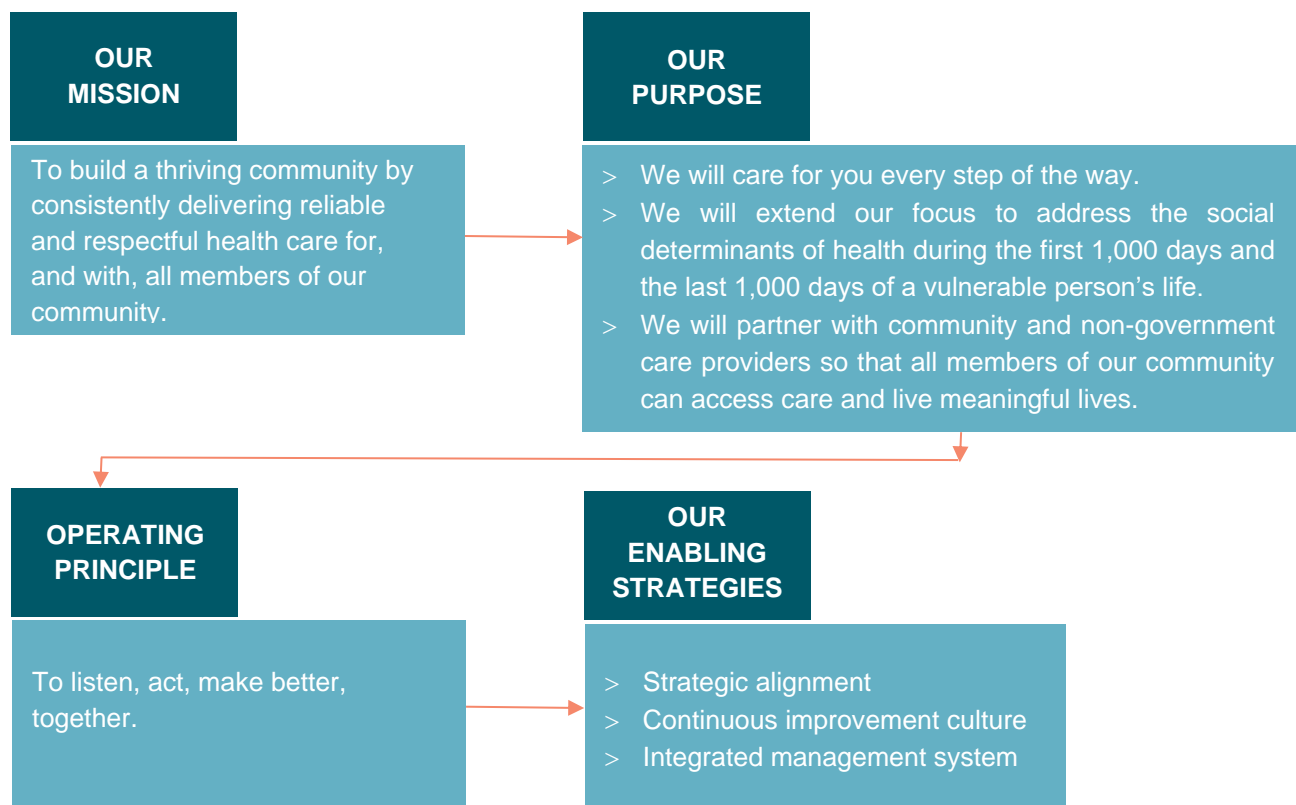 OUR
MISSION
To build a thriving community by
consistently delivering reliable
and respectful health care for,
and with, all members of our
community.
OUR
PURPOSE
> We will care for you every step of the way.
> We will extend our focus to address the social
determinants of health during the first 1,000 days and
the last 1,000 days of a vulnerable person’s life.
> We will partner with community and non-government
care providers so that all members of our community
can access care and live meaningful lives.
OPERATING
PRINCIPLE
To listen, act, make better,
together.
OUR
ENABLING
STRATEGIES
> Strategic alignment
> Continuous improvement culture
> Integrated management system